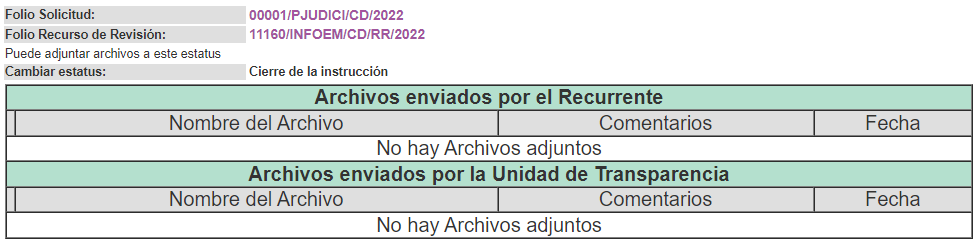 Folio Solicitud: 00001/PJUDICI/CD/2022
Folio Recurso de Revisión: 11160/INFOEM/CD/RR/2022
Puede adjuntar archivos a este estatus
Cambiar estatus: Cierre de la instrucción
Archivos enviados por el Recurrente
Nombre del Archivo Comentarios Fecha
No hay Archivos adjuntos
Archivos enviados por la Unidad de Transparencia
Nombre del Archivo Comentarios Fecha
No hay Archivos adjuntos